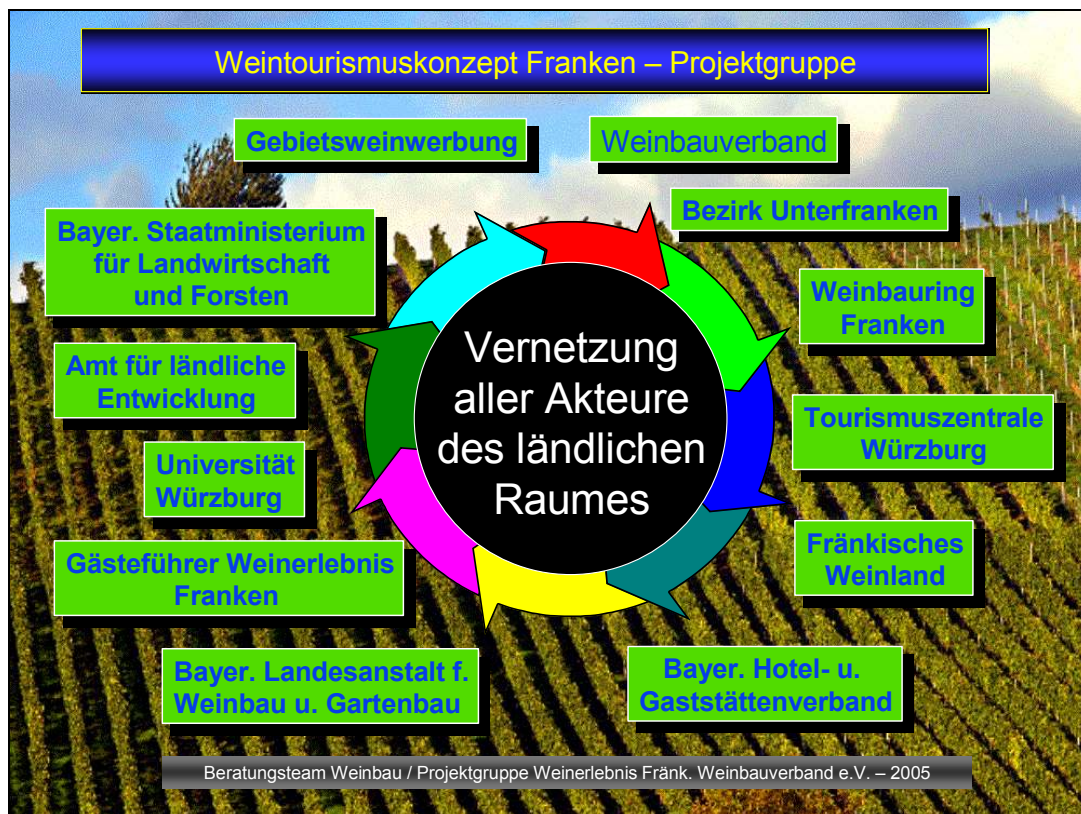 Weintourismuskonzept Franken – Projektgruppe
Gebietsweinwerbung
Weinbauverband
Bezirk Unterfranken
Bayer. Staatministerium
für Landwirtschaft
und Forsten
Weinbauring
Franken
Amt für ländliche
Entwicklung
Vernetzung
aller Akteure
des ländlichen
Raumes
Tourismuszentrale
Würzburg
Universität
Würzburg
Fränkisches
Weinland
Gästeführer Weinerlebnis
Franken
Bayer. Landesanstalt f.
Weinbau u. Gartenbau
Bayer. Hotel- u.
Gaststättenverband
Beratungsteam Weinbau / Projektgruppe Weinerlebnis Fränk. Weinbauverband e.V. – 2005